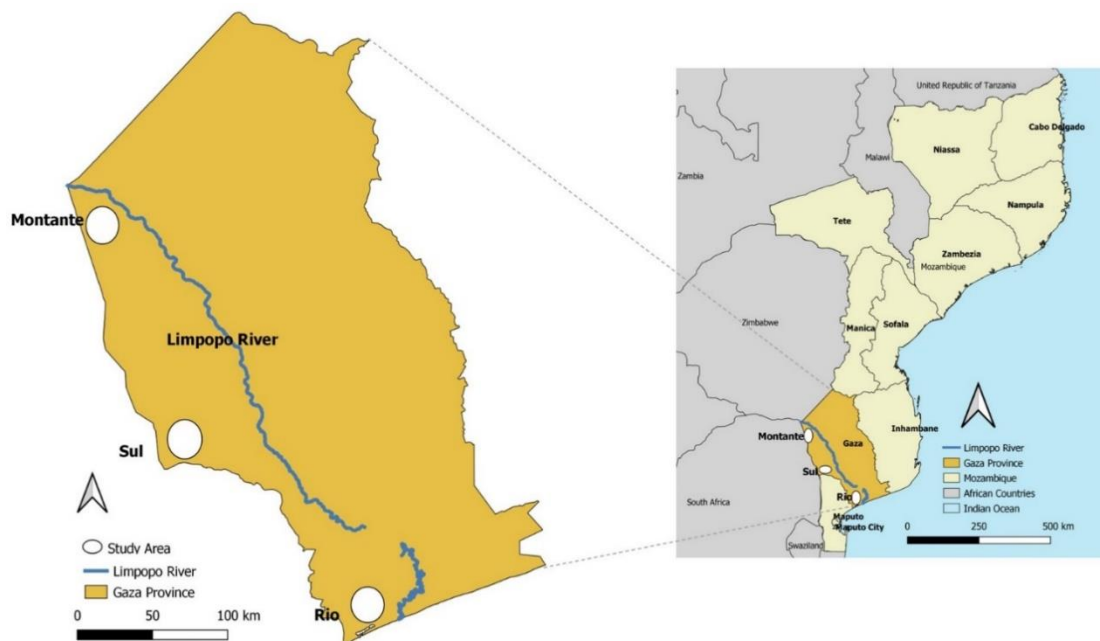 Montante
Limpopo River
Sul
Study Area
Limpopo River
Gaza Province
0 50 100 km
Rio
United Republic of Tanzania
Cabo Delgado
Niassa
Malawi
Zambia
Nampula
Tete
Zambezia
Mozambique
Zimbabwe
Manica
Sofala
Inhambane
Montante
Gaza
Sul
Rio
South Africa
Maputo
Maputo City
Swaziland
Limpopo River
Gaza Province
Mozambique
African Countries
Indian Ocean
0 250 500 km